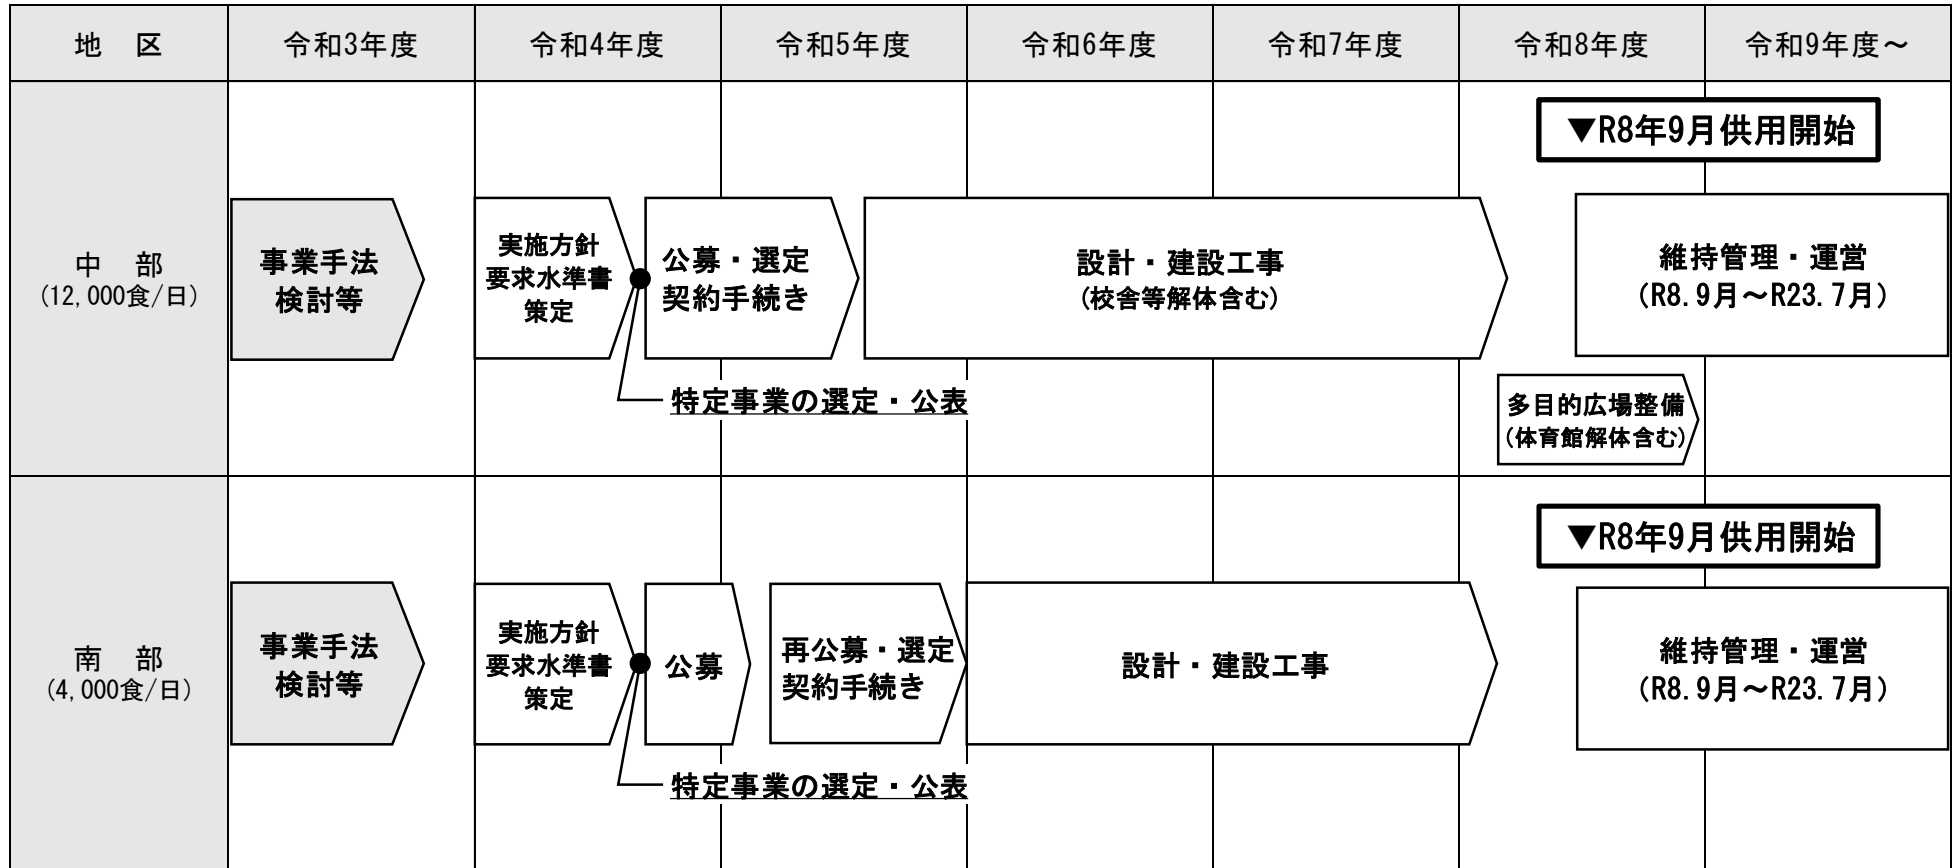 地　区
令和3年度
令和4年度
令和5年度
令和6年度
令和7年度
令和8年度
令和9年度～
中　部
(12,000食/日)
▼R8年9月供用開始
事業手法
検討等
実施方針
要求水準書
策定
公募・選定
契約手続き
設計・建設工事
(校舎等解体含む)
維持管理・運営
(R8.9月～R23.7月)
特定事業の選定・公表
多目的広場整備
(体育館解体含む)
南　部
(4,000食/日)
▼R8年9月供用開始
事業手法
検討等
実施方針
要求水準書
策定
公募
再公募・選定
契約手続き
設計・建設工事
維持管理・運営
(R8.9月～R23.7月)
特定事業の選定・公表